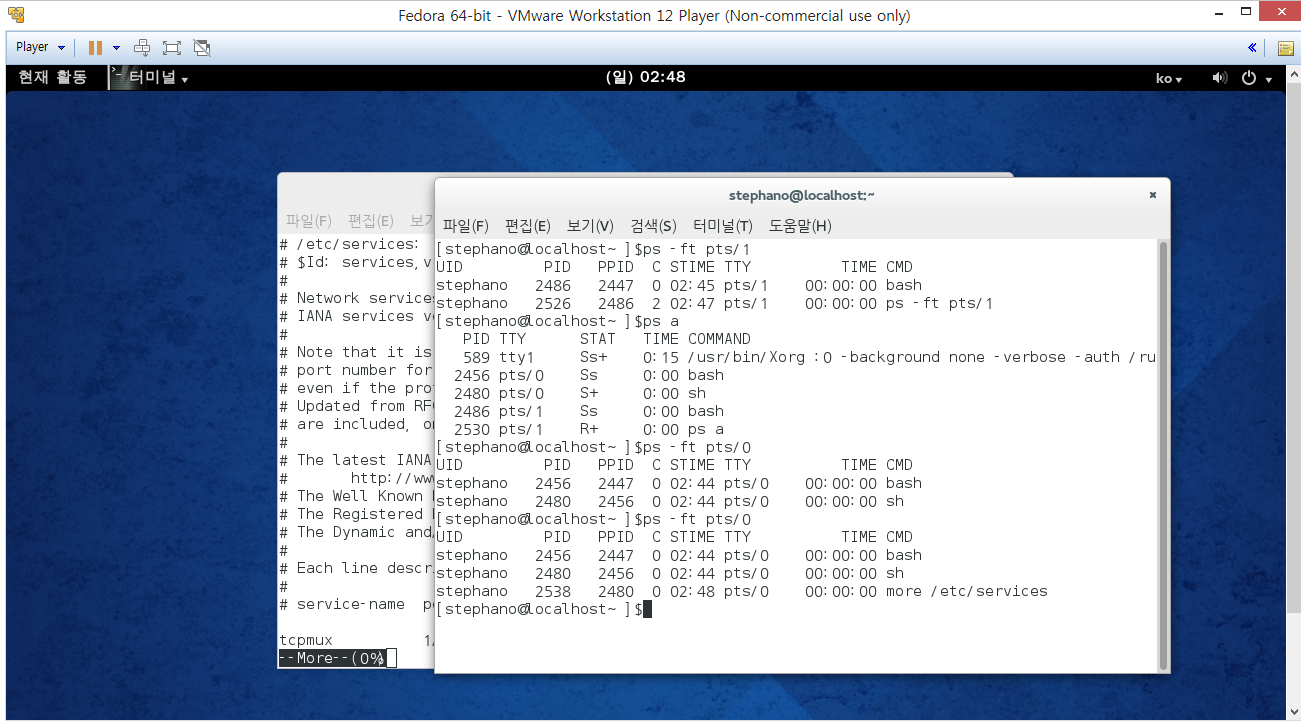 Fedora 64-bit - VMware Workstation 12 Player (Non-commercial use only)
Player
현재 활동 터미널 (일) 02:48 ko
파일(F) 편집(E)
# /etc/services:
# $Id: services,v
#
# Network services
# IANA services
#
# Note that it is
# port number for
# even if the
# Updated from
# are included,
#
# The latest IANA
# http://www
# The Well Known
# The Registered
# The Dynamic and
#
# Each line
#
# service-name
tcpmux
--More--(0%)
stephano@localhost:~
파일(F) 편집(E) 보기(V) 검색(S) 터미널(T) 도움말(H)
[stephano@localhost~ ]$ps -ft pts/1
UID PID PPID C STIME TTY TIME CMD
stephano 2486 2447 0 02:45 pts/1 00:00:00 bash
stephano 2526 2486 2 02:47 pts/1 00:00:00 ps -ft pts/1
[stephano@localhost~ ]$ps a
PID TTY STAT TIME COMMAND
589 tty1 Ss+ 0:15 /usr/bin/Xorg :0 -background none -verbose -auth /ru
2456 pts/0 Ss 0:00 bash
2480 pts/0 S+ 0:00 sh
2486 pts/1 Ss 0:00 bash
2530 pts/1 R+ 0:00 ps a
[stephano@localhost~ ]$ps -ft pts/0
UID PID PPID C STIME TTY TIME CMD
stephano 2456 2447 0 02:44 pts/0 00:00:00 bash
stephano 2480 2456 0 02:44 pts/0 00:00:00 sh
[stephano@localhost~ ]$ps -ft pts/0
UID PID PPID C STIME TTY TIME CMD
stephano 2456 2447 0 02:44 pts/0 00:00:00 bash
stephano 2480 2456 0 02:44 pts/0 00:00:00 sh
stephano 2538 2480 0 02:48 pts/0 00:00:00 more /etc/services
[stephano@localhost~ ]$